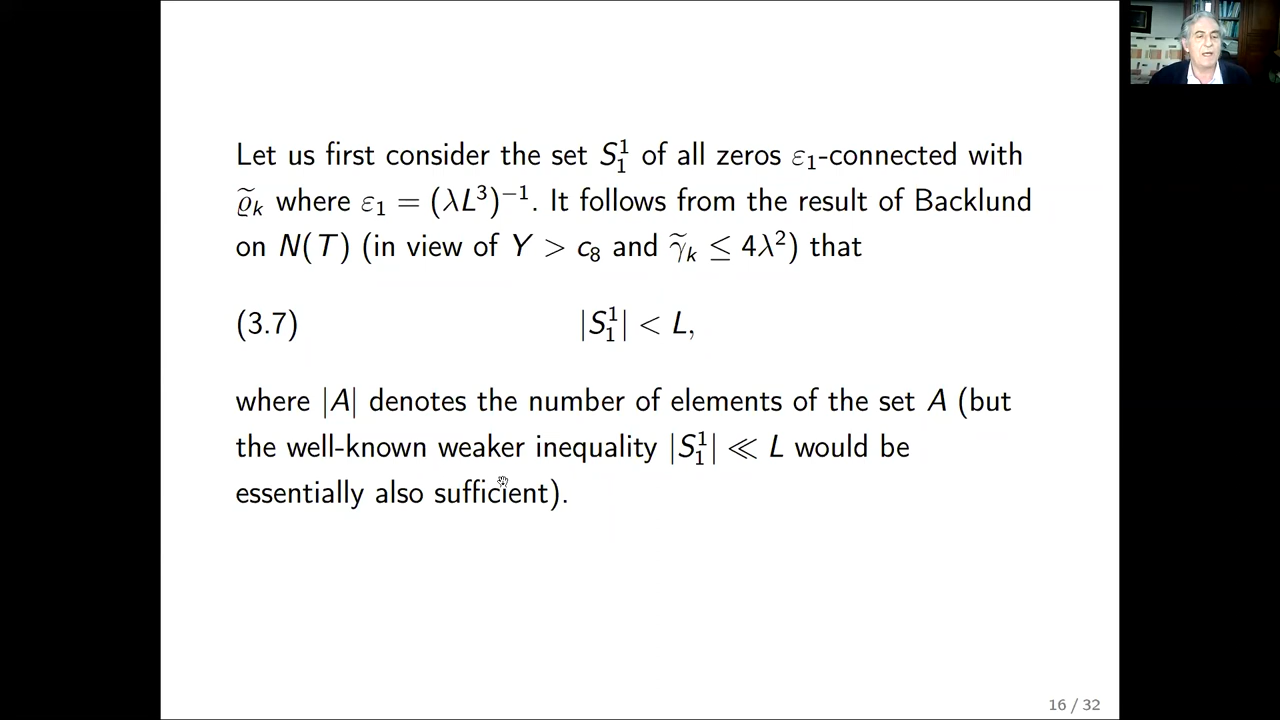 Let us first consider the set S₁¹ of all zeros ε₁-connected with
ϱ̃ₖ where ε₁ = (λL³)⁻¹. It follows from the result of Backlund
on N(T) (in view of Y > c₈ and γ̃ₖ ≤ 4λ²) that
(3.7) |S₁¹| < L,
where |A| denotes the number of elements of the set A (but
the well-known weaker inequality |S₁¹| ≪ L would be
essentially also sufficient).
16 / 32